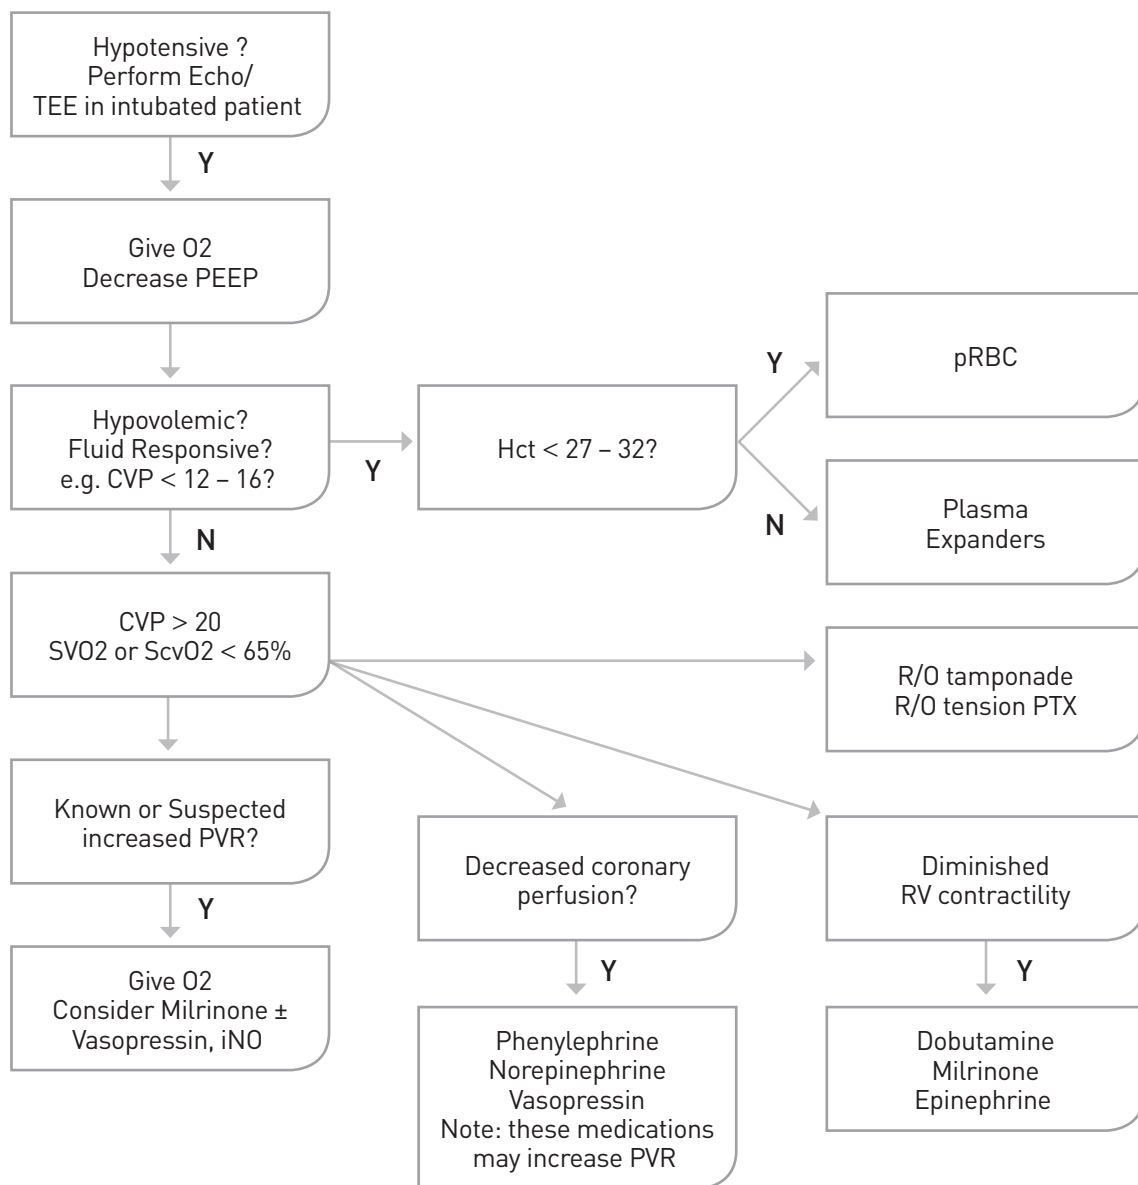 Hypotensive ?
Perform Echo/
TEE in intubated patient
Y
Give O2
Decrease PEEP
Hypovolemic?
Fluid Responsive?
e.g. CVP < 12 – 16?
Y
Hct < 27 – 32?
Y
pRBC
N
Plasma
Expanders
N
CVP > 20
SVO2 or ScvO2 < 65%
R/O tamponade
R/O tension PTX
Known or Suspected
increased PVR?
Y
Give O2
Consider Milrinone ±
Vasopressin, iNO
Decreased coronary
perfusion?
Y
Phenylephrine
Norepinephrine
Vasopressin
Note: these medications
may increase PVR
Diminished
RV contractility
Y
Dobutamine
Milrinone
Epinephrine